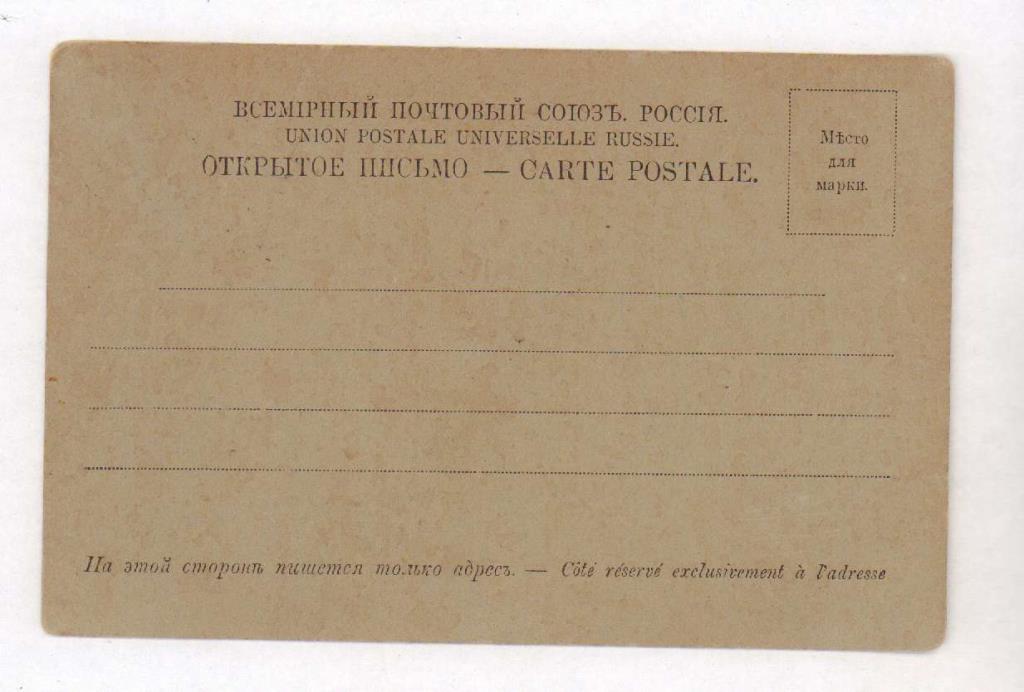 ВСЕМІРНЫЙ ПОЧТОВЫЙ СОЮЗЪ. РОССІЯ.
UNION POSTALE UNIVERSELLE RUSSIE.
ОТКРЫТОЕ ПИСЬМО — CARTE POSTALE.
Мѣсто
для
марки.
На этой сторонѣ пишется только адресъ. — Côté réservé exclusivement à l'adresse